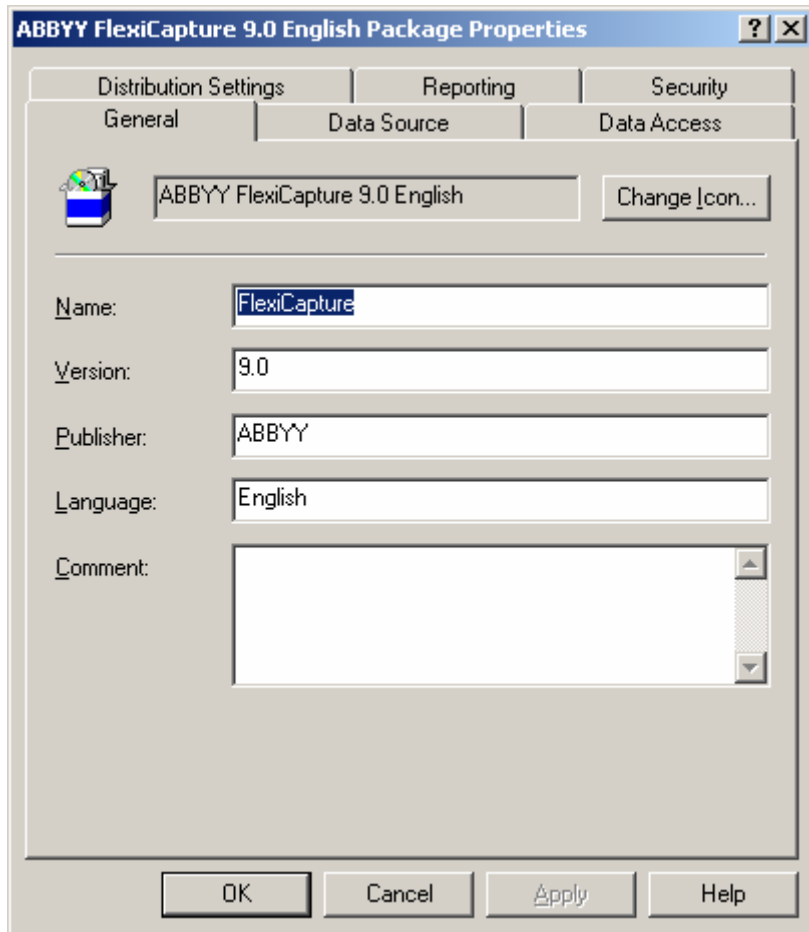 ABBYY FlexiCapture 9.0 English Package Properties
Distribution Settings Reporting Security
General Data Source Data Access
ABBYY FlexiCapture 9.0 English Change Icon...
Name: FlexiCapture
Version: 9.0
Publisher: ABBYY
Language: English
Comment:
OK Cancel Apply Help